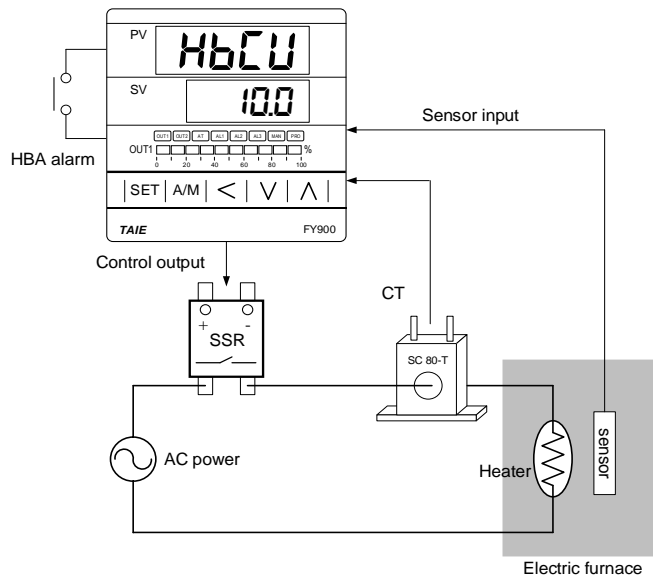 PV
HbCU
SV
10.0
OUT1 OUT2 AT AL1 AL2 AL3 MAN PRO
OUT1 %
0 20 40 60 80 100
SET A/M < ∨ ∧
TAIE FY900
HBA alarm
Sensor input
Control output
CT
+ -
SSR
SC 80-T
AC power
Heater
sensor
Electric furnace